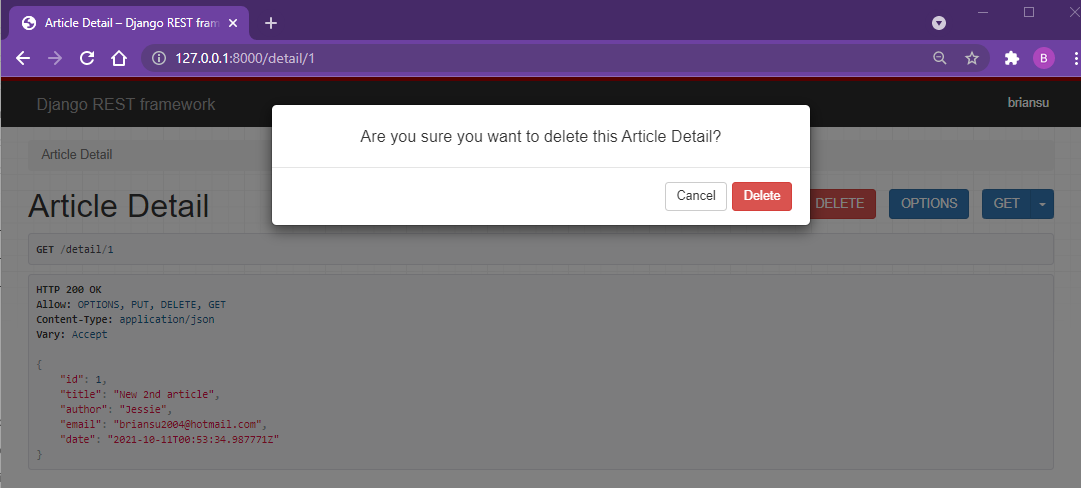 Article Detail – Django REST fram
127.0.0.1:8000/detail/1
B
Django REST framework
briansu
Are you sure you want to delete this Article Detail?
Cancel
Delete
Article Detail
Article Detail
DELETE
OPTIONS
GET
GET /detail/1
HTTP 200 OK
Allow: OPTIONS, PUT, DELETE, GET
Content-Type: application/json
Vary: Accept
{
"id": 1,
"title": "New 2nd article",
"author": "Jessie",
"email": "briansu2004@hotmail.com",
"date": "2021-10-11T00:53:34.987771Z"
}